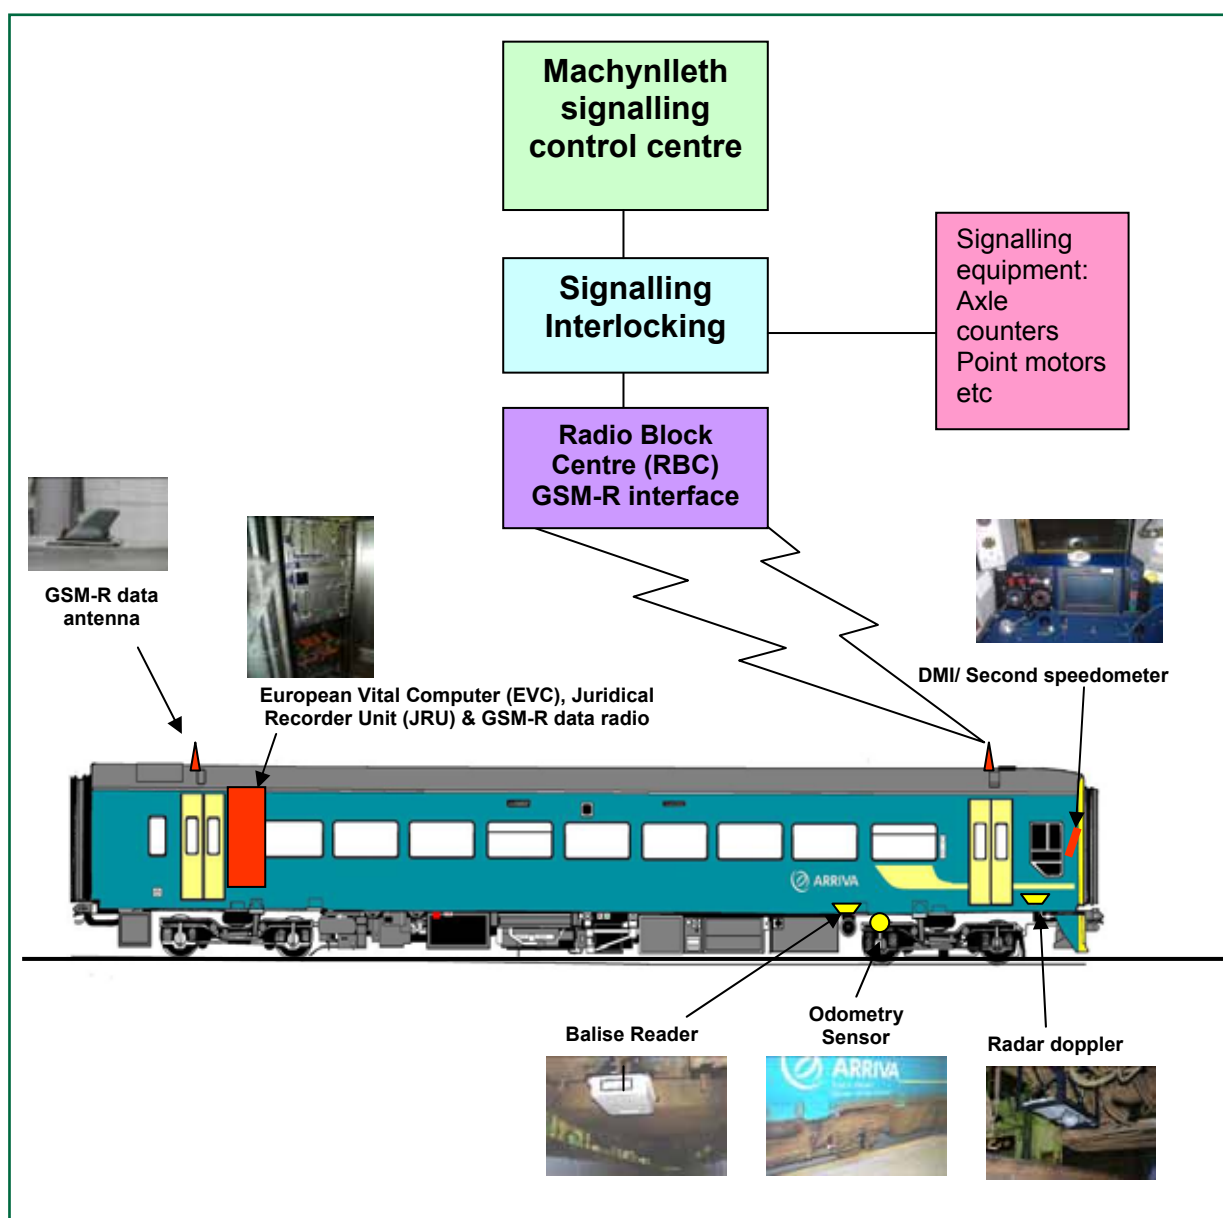 Machynlleth
signalling
control centre
Signalling
Interlocking
Signalling
equipment:
Axle
counters
Point motors
etc
Radio Block
Centre (RBC)
GSM-R interface
GSM-R data
antenna
European Vital Computer (EVC), Juridical
Recorder Unit (JRU) & GSM-R data radio
DMI/ Second speedometer
ARRIVA
Balise Reader
Odometry
Sensor
Radar doppler
ARRIVA